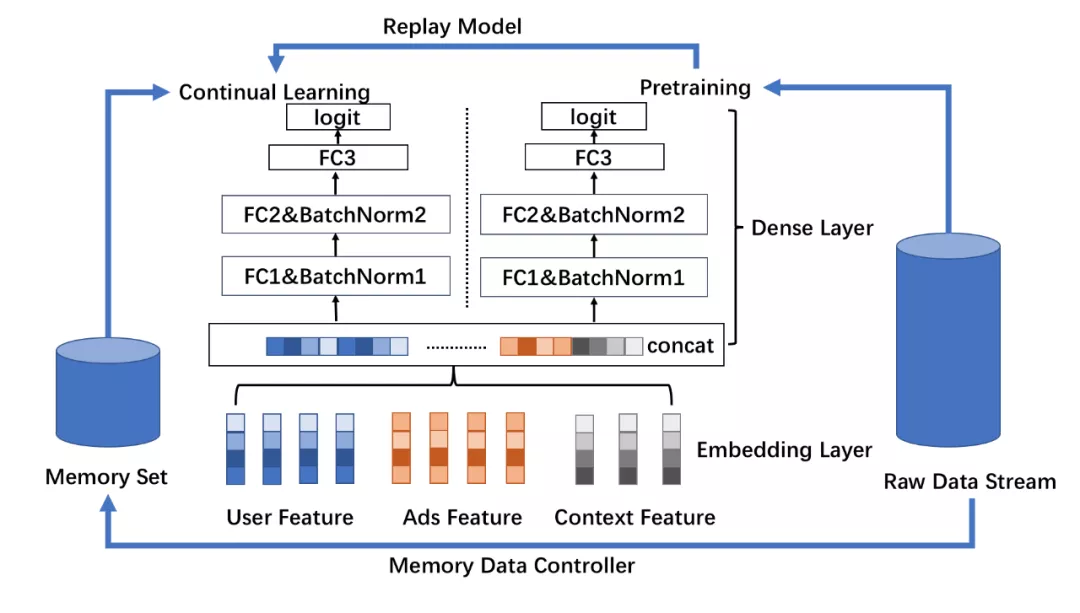 Replay Model
Continual Learning
Pretraining
logit
logit
FC3
FC3
FC2&BatchNorm2
FC2&BatchNorm2
Dense Layer
FC1&BatchNorm1
FC1&BatchNorm1
concat
Embedding Layer
Memory Set
Raw Data Stream
User Feature
Ads Feature
Context Feature
Memory Data Controller